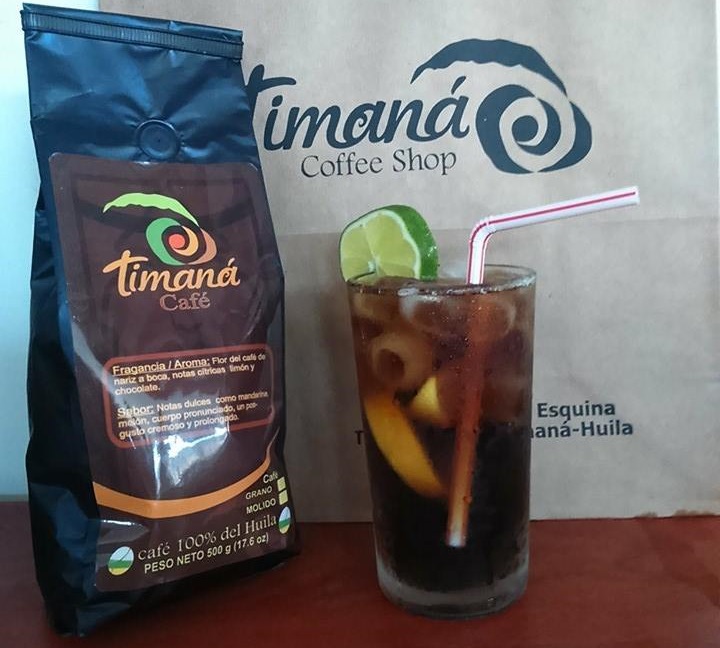 timaná
Coffee Shop
timaná
Café
Fragancia / Aroma: Flor del café de
nariz a boca, notas cítricas limón y
chocolate.
Sabor: Notas dulces como mandarina
melón, cuerpo pronunciado, un pos-
gusto cremoso y prolongado.
Café
GRANO
MOLIDO
café 100% del Huila
PESO NETO 500 g (17.6 oz)
Esquina
maná-Huila